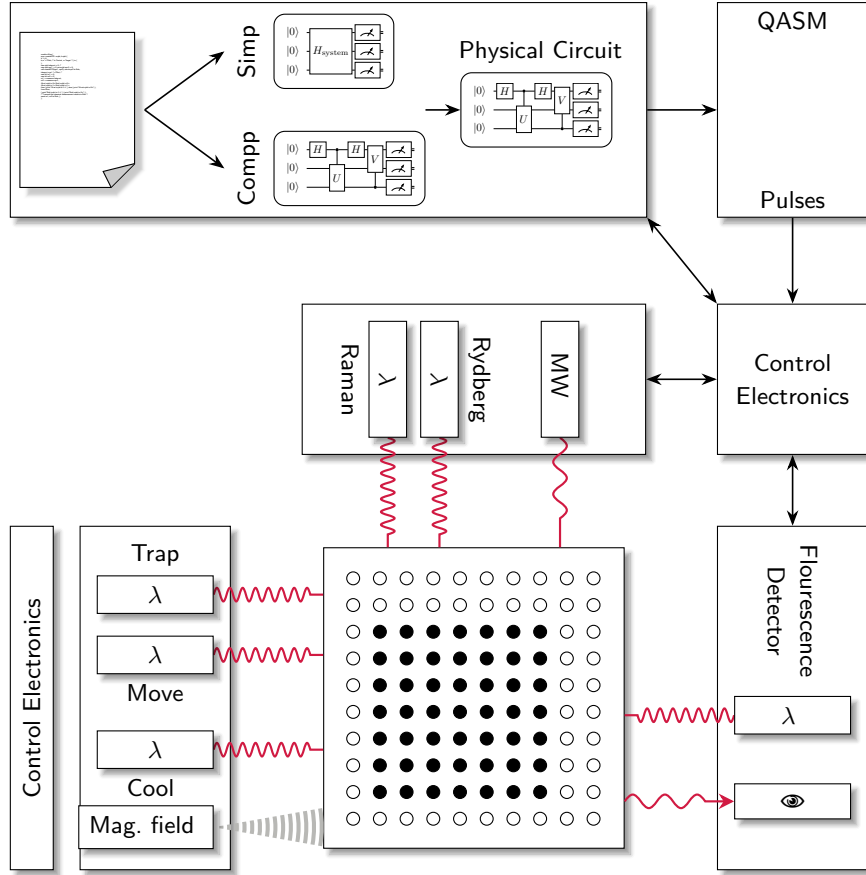 Simp
|0⟩
|0⟩
|0⟩
H_system
Compp
|0⟩ H H V
|0⟩ U
|0⟩
Physical Circuit
|0⟩ H H V
|0⟩ U
|0⟩
QASM
Pulses
Raman
λ
λ
Rydberg
MW
Control
Electronics
Control Electronics
Trap
λ
λ
Move
λ
Cool
Mag. field
Flourescence
Detector
λ